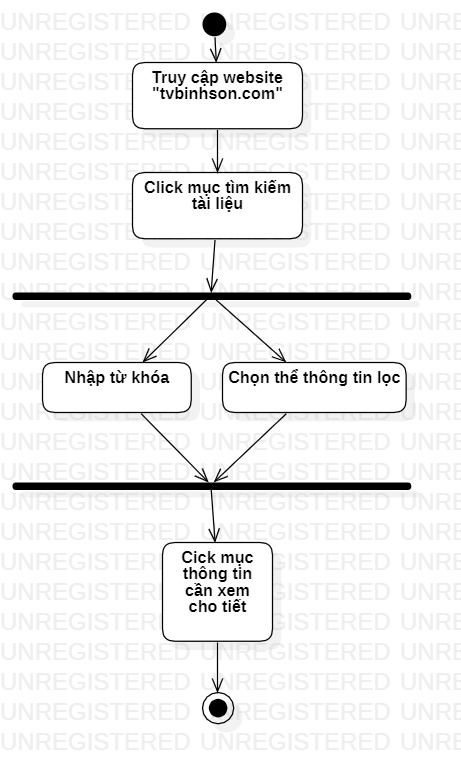 Truy cập website
"tvbinhson.com"
Click mục tìm kiếm
tài liệu
Nhập từ khóa
Chọn thể thông tin lọc
Cick mục
thông tin
cần xem
cho tiết